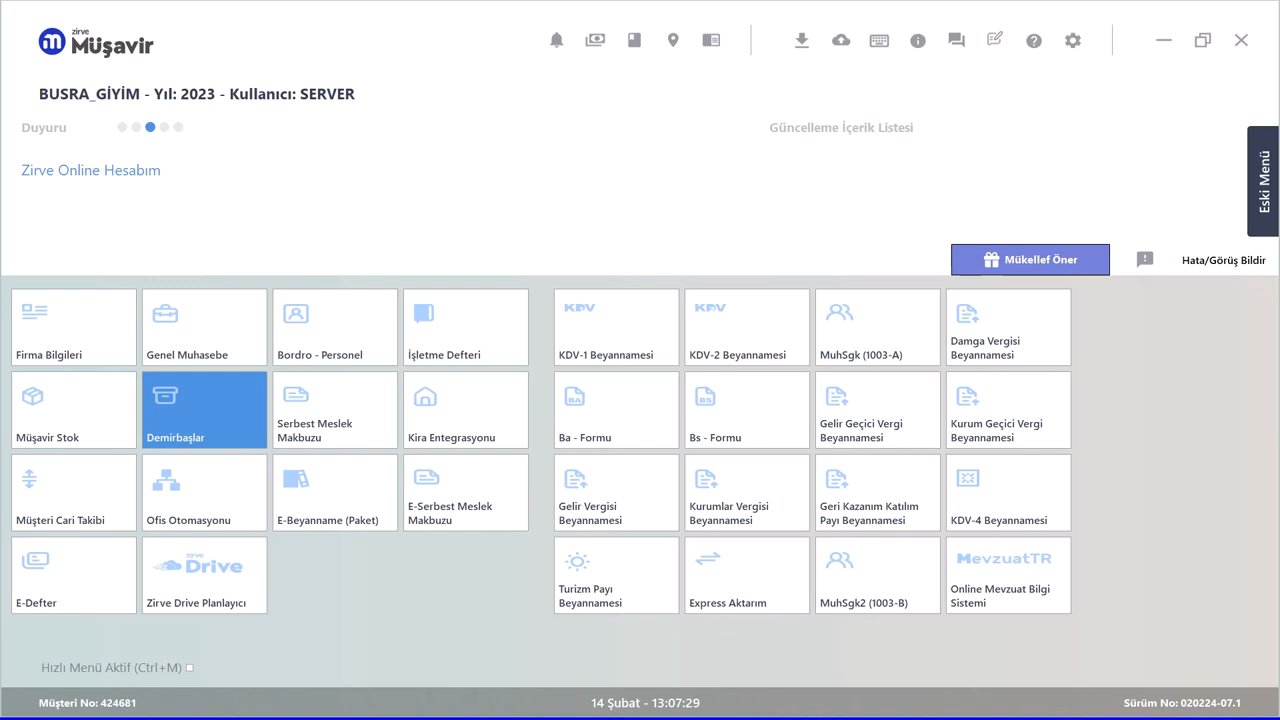 zirve
Müşavir
BUSRA_GİYİM - Yıl: 2023 - Kullanıcı: SERVER
Duyuru
Güncelleme İçerik Listesi
Zirve Online Hesabım
Eski Menü
Mükellef Öner
Hata/Görüş Bildir
Firma Bilgileri
Genel Muhasebe
Bordro - Personel
İşletme Defteri
KDV
KDV-1 Beyannamesi
KDV
KDV-2 Beyannamesi
MuhSgk (1003-A)
Damga Vergisi
Beyannamesi
Müşavir Stok
Demirbaşlar
Serbest Meslek
Makbuzu
Kira Entegrasyonu
BA
Ba - Formu
BS
Bs - Formu
Gelir Geçici Vergi
Beyannamesi
Kurum Geçici Vergi
Beyannamesi
Müşteri Cari Takibi
Ofis Otomasyonu
E-Beyanname (Paket)
E-Serbest Meslek
Makbuzu
Gelir Vergisi
Beyannamesi
Kurumlar Vergisi
Beyannamesi
Geri Kazanım Katılım
Payı Beyannamesi
KDV-4 Beyannamesi
E-Defter
zirve
Drive
Zirve Drive Planlayıcı
Turizm Payı
Beyannamesi
Express Aktarım
MuhSgk2 (1003-B)
MevzuatTR
Online Mevzuat Bilgi
Sistemi
Hızlı Menü Aktif (Ctrl+M)
Müşteri No: 424681
14 Şubat - 13:07:29
Sürüm No: 020224-07.1